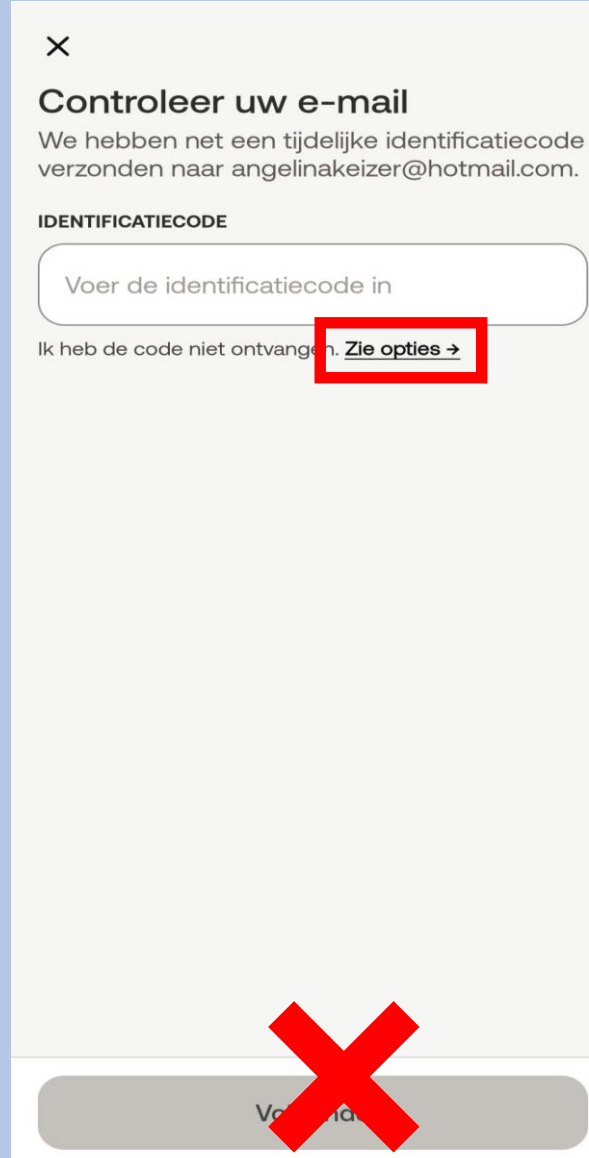 Controleer uw e-mail
We hebben net een tijdelijke identificatiecode
verzonden naar angelinakeizer@hotmail.com.
IDENTIFICATIECODE
Voer de identificatiecode in
Ik heb de code niet ontvangen. Zie opties →